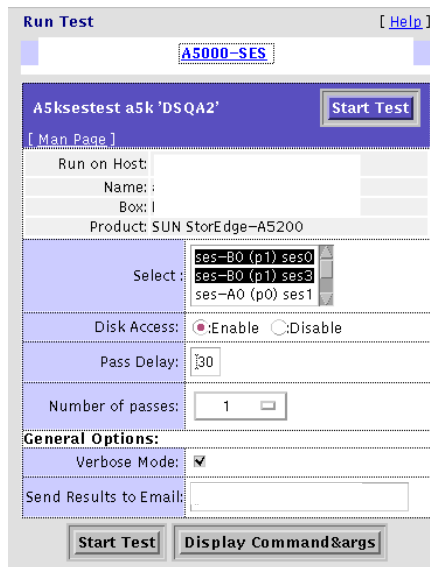 Run Test [ Help ]
A5000-SES
A5ksestest a5k 'DSQA2' Start Test
[ Man Page ]
Run on Host:
Name:
Box:
Product: SUN StorEdge-A5200
Select : ses-B0 (p1) ses0
ses-B0 (p1) ses3
ses-A0 (p0) ses1
Disk Access: :Enable :Disable
Pass Delay: 30
Number of passes: 1
General Options:
Verbose Mode:
Send Results to Email:
Start Test Display Command&args